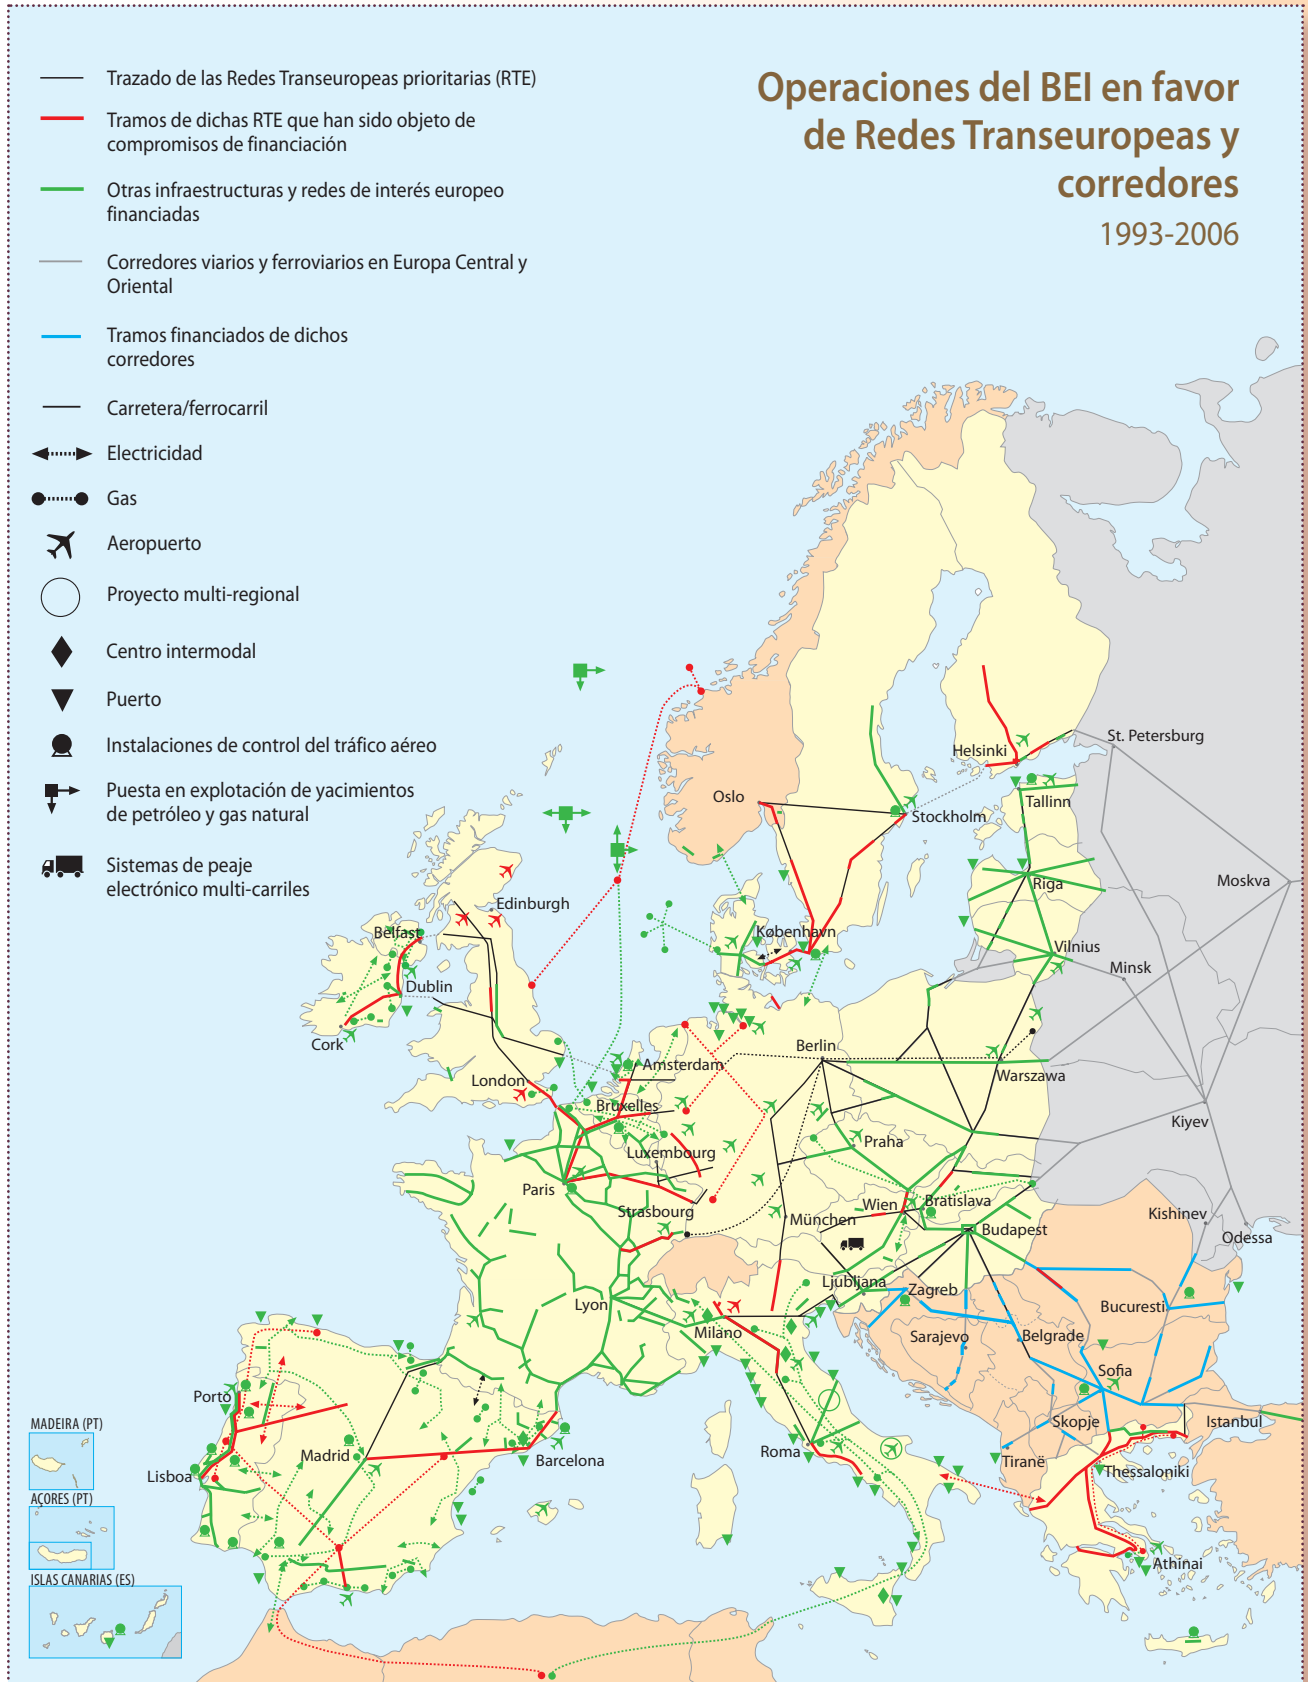 Operaciones del BEI en favor
de Redes Transeuropeas y
corredores
1993-2006
Trazado de las Redes Transeuropeas prioritarias (RTE)
Tramos de dichas RTE que han sido objeto de
compromisos de financiación
Otras infraestructuras y redes de interés europeo
financiadas
Corredores viarios y ferroviarios en Europa Central y
Oriental
Tramos financiados de dichos
corredores
Carretera/ferrocarril
Electricidad
Gas
Aeropuerto
Proyecto multi-regional
Centro intermodal
Puerto
Instalaciones de control del tráfico aéreo
Puesta en explotación de yacimientos
de petróleo y gas natural
Sistemas de peaje
electrónico multi-carriles
Helsinki
St. Petersburg
Oslo
Tallinn
Stockholm
Riga
Moskva
Edinburgh
Belfast
København
Vilnius
Minsk
Dublin
Cork
Berlin
Amsterdam
London
Warszawa
Bruxelles
Kiyev
Praha
Luxembourg
Paris
Wien
Bratislava
Strasbourg
München
Kishinev
Budapest
Odessa
Ljubljana
Zagreb
Lyon
Bucuresti
Milano
Sarajevo
Belgrade
Sofia
Porto
Skopje
Istanbul
MADEIRA (PT)
Madrid
Roma
Barcelona
Tiranë
Thessaloniki
Lisboa
AÇORES (PT)
Athinai
ISLAS CANARIAS (ES)